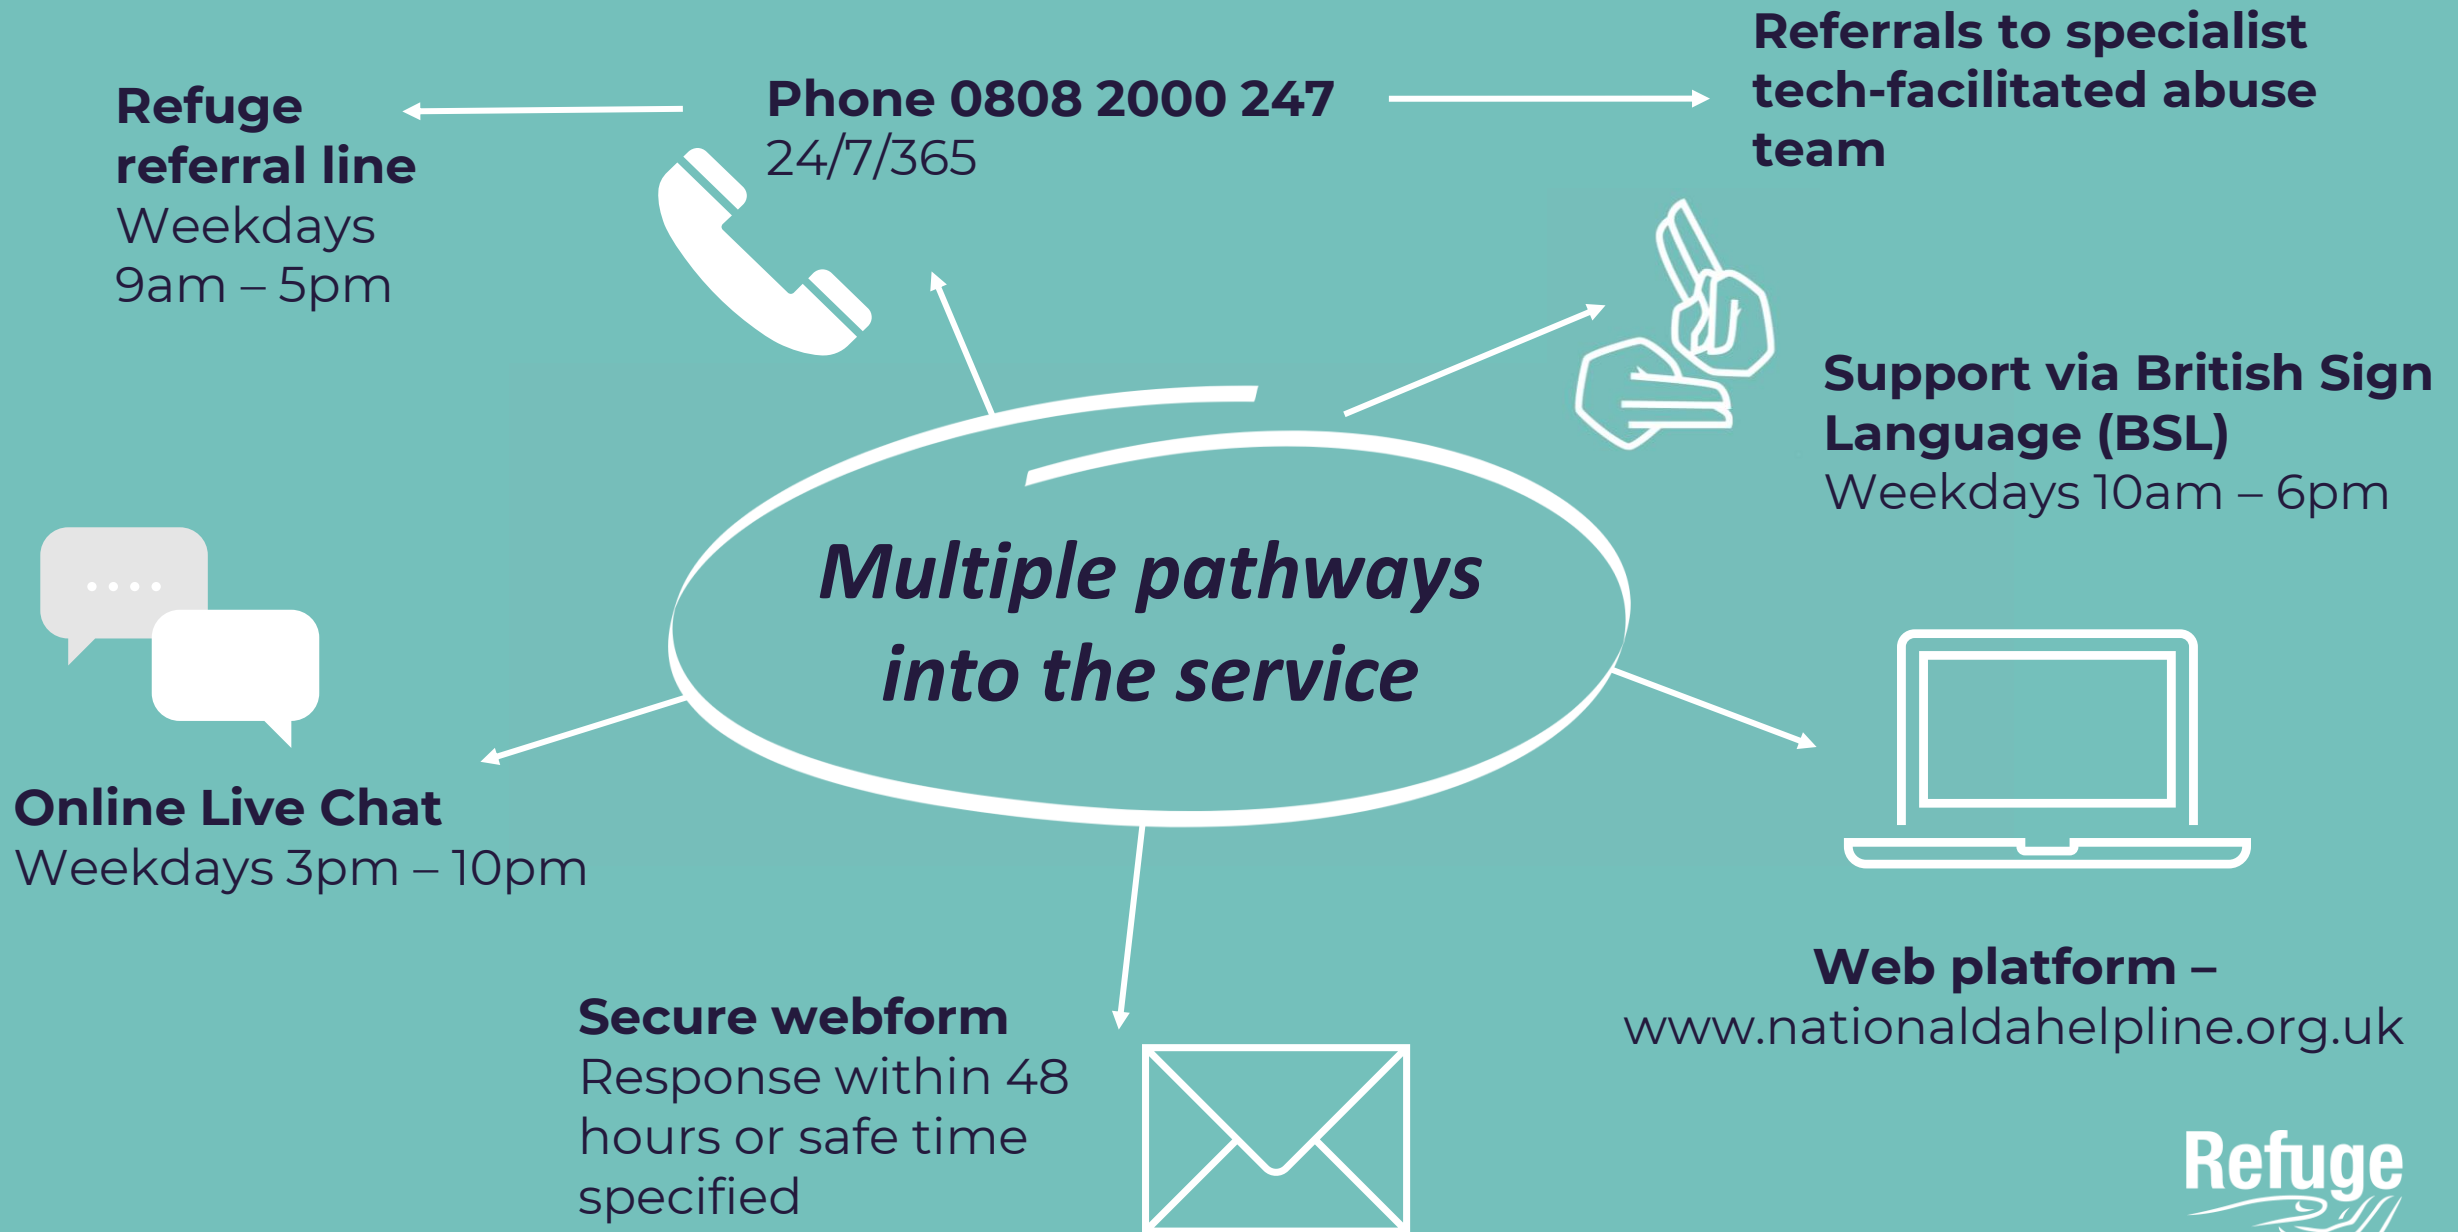 Refuge
referral line
Weekdays
9am – 5pm
Phone 0808 2000 247
24/7/365
Referrals to specialist
tech-facilitated abuse
team
Support via British Sign
Language (BSL)
Weekdays 10am – 6pm
Multiple pathways
into the service
Online Live Chat
Weekdays 3pm – 10pm
Secure webform
Response within 48
hours or safe time
specified
Web platform –
www.nationaldahelpline.org.uk
Refuge